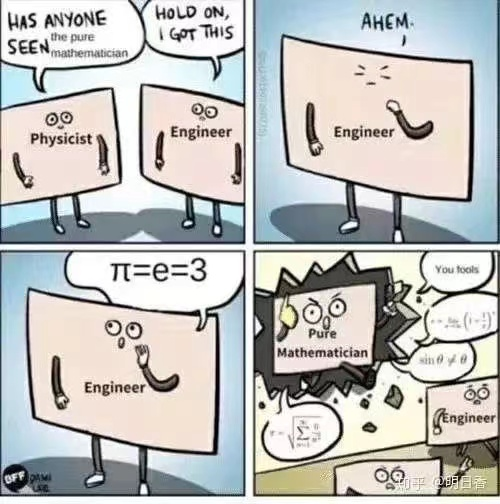 HAS ANYONE
SEEN the pure
mathematician
HOLD ON,
I GOT THIS
Physicist
Engineer
AHEM.
Engineer
π=e=3
Engineer
OFF
You fools
sin θ ≠ θ
Pure
Mathematician
Engineer
知乎 @明日香